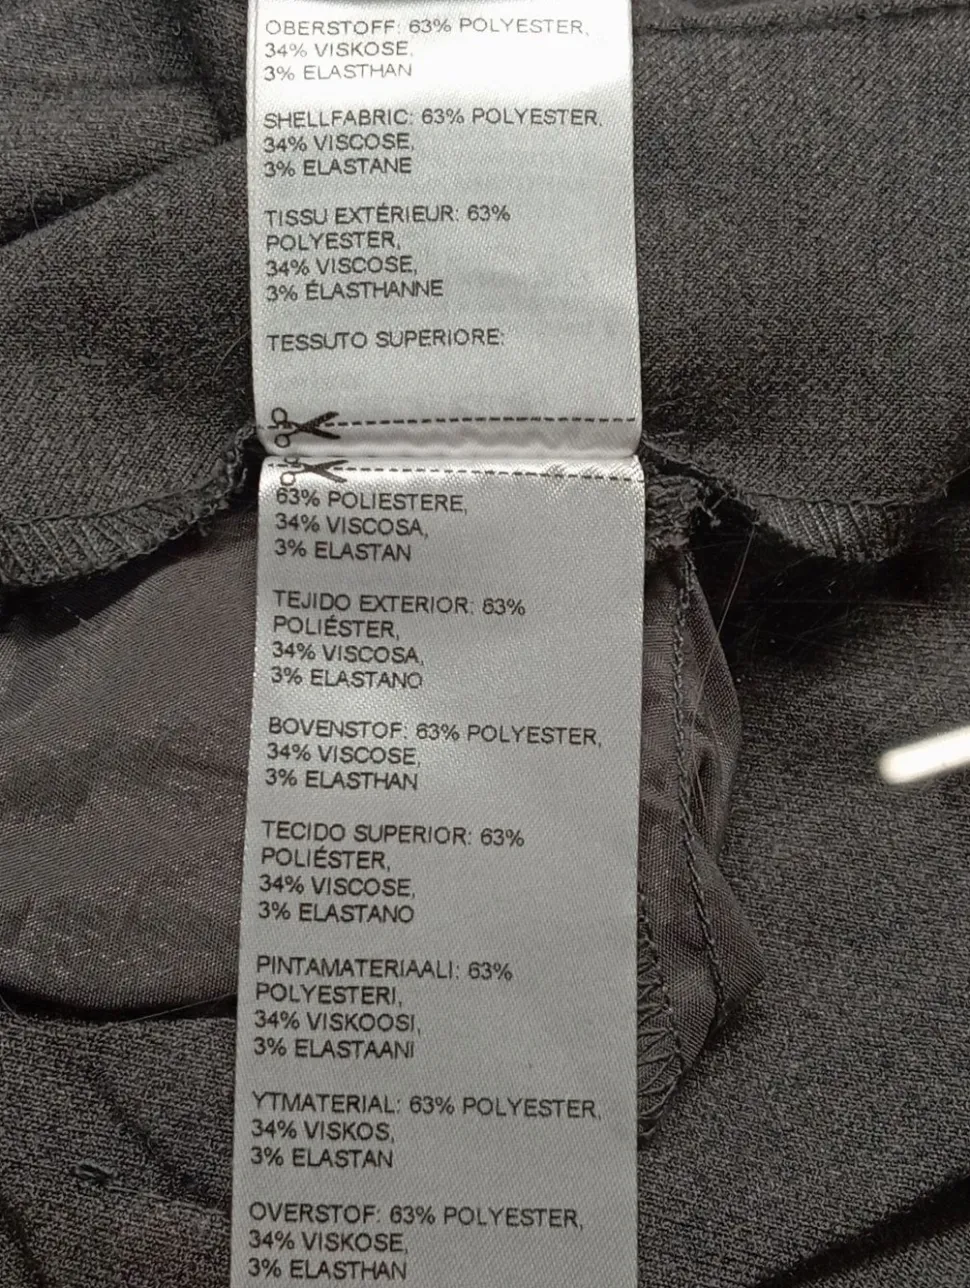 OBERSTOFF: 63% POLYESTER,
34% VISKOSE,
3% ELASTHAN
SHELLFABRIC: 63% POLYESTER,
34% VISCOSE,
3% ELASTANE
TISSU EXTÉRIEUR: 63%
POLYESTER,
34% VISCOSE,
3% ÉLASTHANNE
TESSUTO SUPERIORE:
63% POLIESTERE,
34% VISCOSA,
3% ELASTAN
TEJIDO EXTERIOR: 63%
POLIÉSTER,
34% VISCOSA,
3% ELASTANO
BOVENSTOF: 63% POLYESTER,
34% VISCOSE,
3% ELASTHAN
TECIDO SUPERIOR: 63%
POLIÉSTER,
34% VISCOSE,
3% ELASTANO
PINTAMATERIAALI: 63%
POLYESTERI,
34% VISKOOSI,
3% ELASTAANI
YTMATERIAL: 63% POLYESTER,
34% VISKOS,
3% ELASTAN
OVERSTOF: 63% POLYESTER,
34% VISKOSE,
3% ELASTHAN